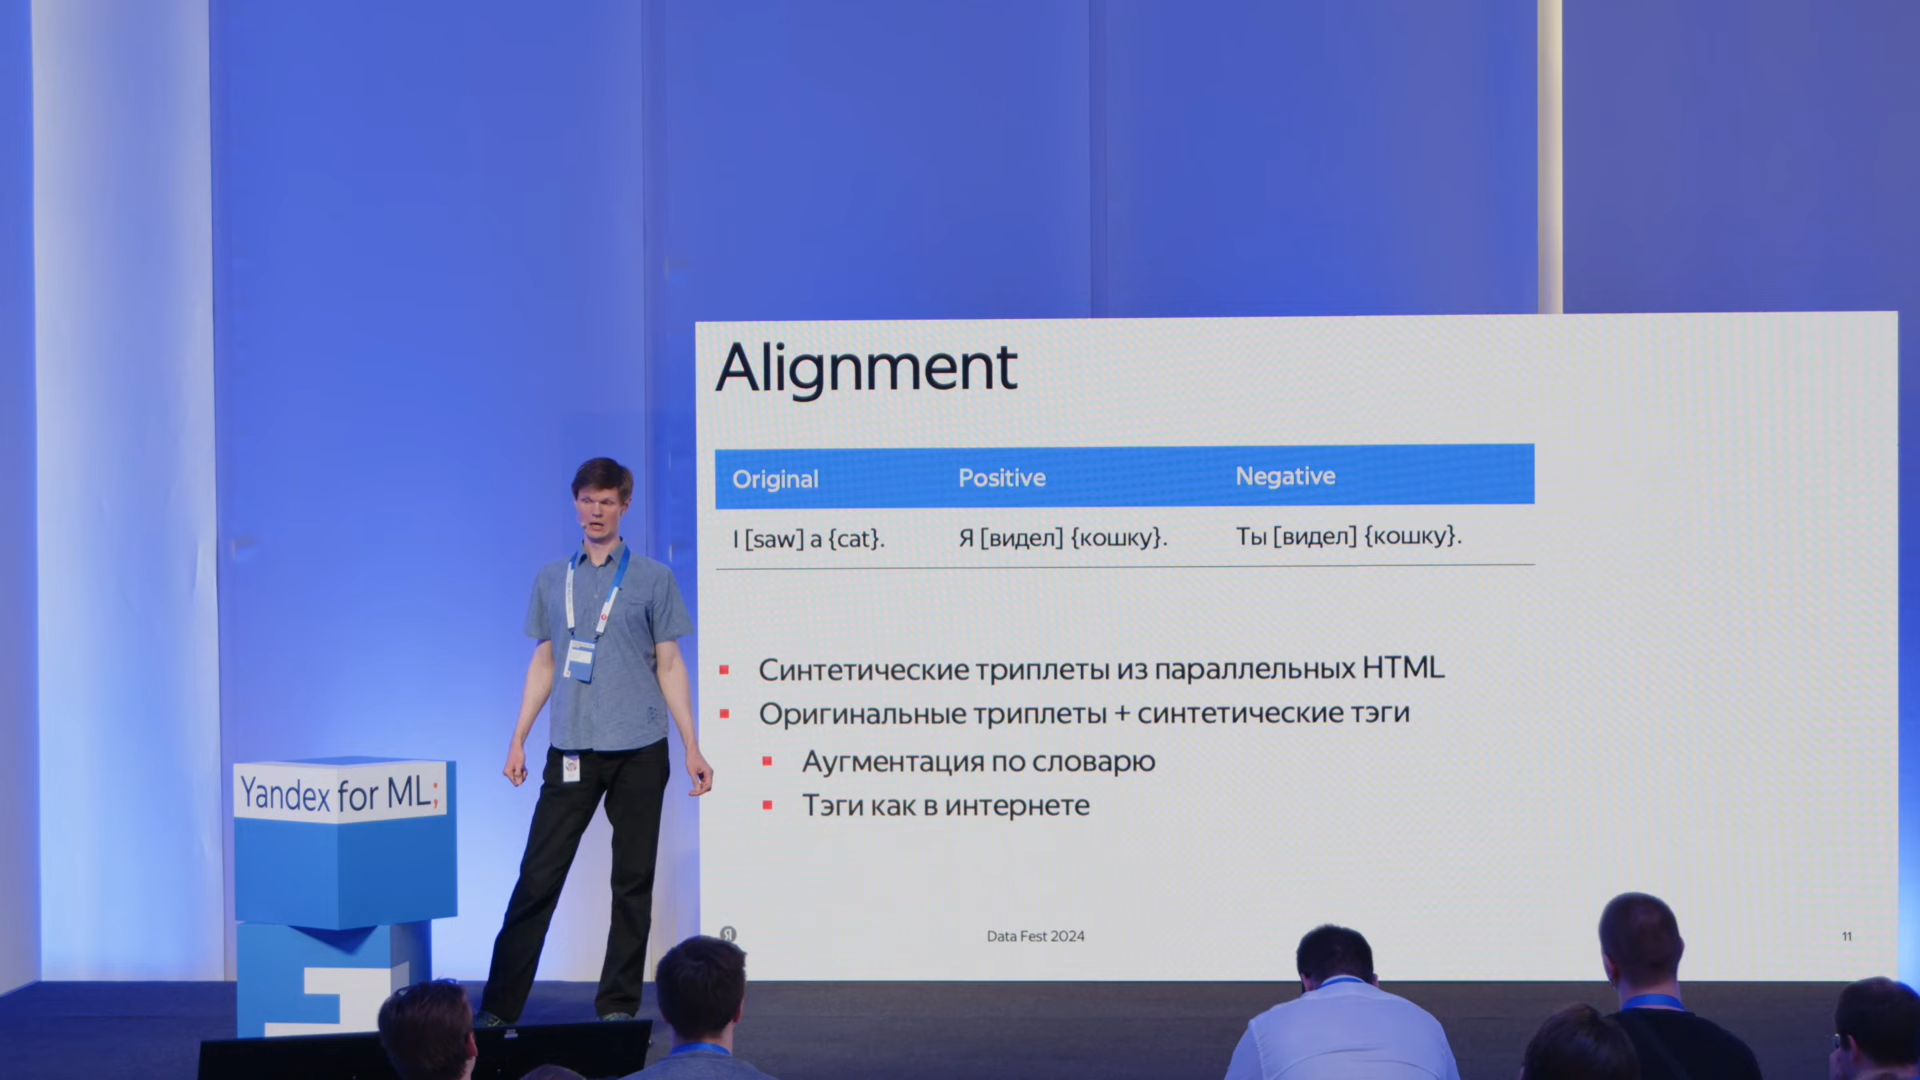 Alignment
Original Positive Negative
I [saw] a {cat}. Я [видел] {кошку}. Ты [видел] {кошку}.
Синтетические триплеты из параллельных HTML
Оригинальные триплеты + синтетические тэги
Аугментация по словарю
Тэги как в интернете
Я Data Fest 2024 11
Yandex for ML;